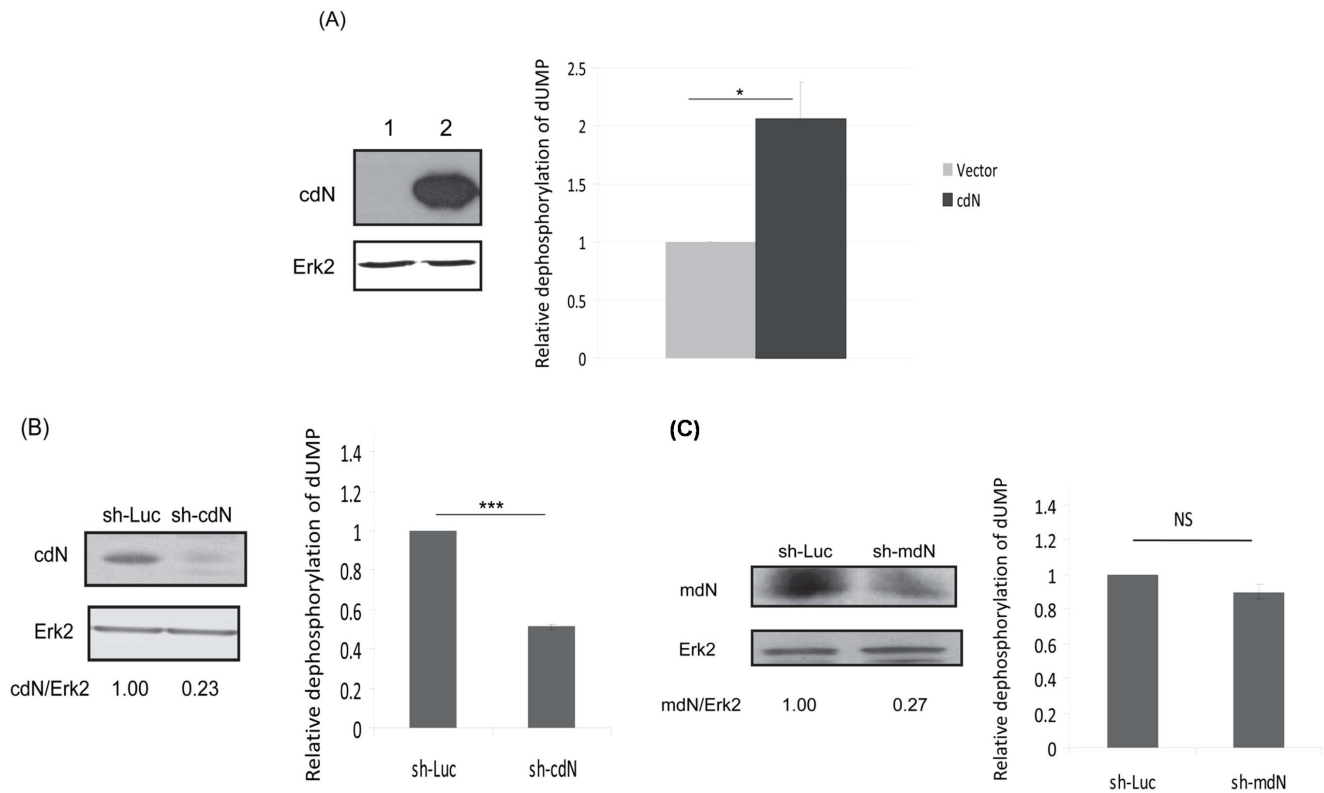 (A)
1 2
cdN
Erk2
Relative dephosphorylation of dUMP
2.5
2
1.5
1
0.5
0
*
Vector
cdN
(B)
sh-Luc sh-cdN
cdN
Erk2
cdN/Erk2 1.00 0.23
Relative dephosphorylation of dUMP
1.4
1.2
1
0.8
0.6
0.4
0.2
0
***
sh-Luc sh-cdN
(C)
sh-Luc sh-mdN
mdN
Erk2
mdN/Erk2 1.00 0.27
Relative dephosphorylation of dUMP
1.4
1.2
1
0.8
0.6
0.4
0.2
0
NS
sh-Luc sh-mdN